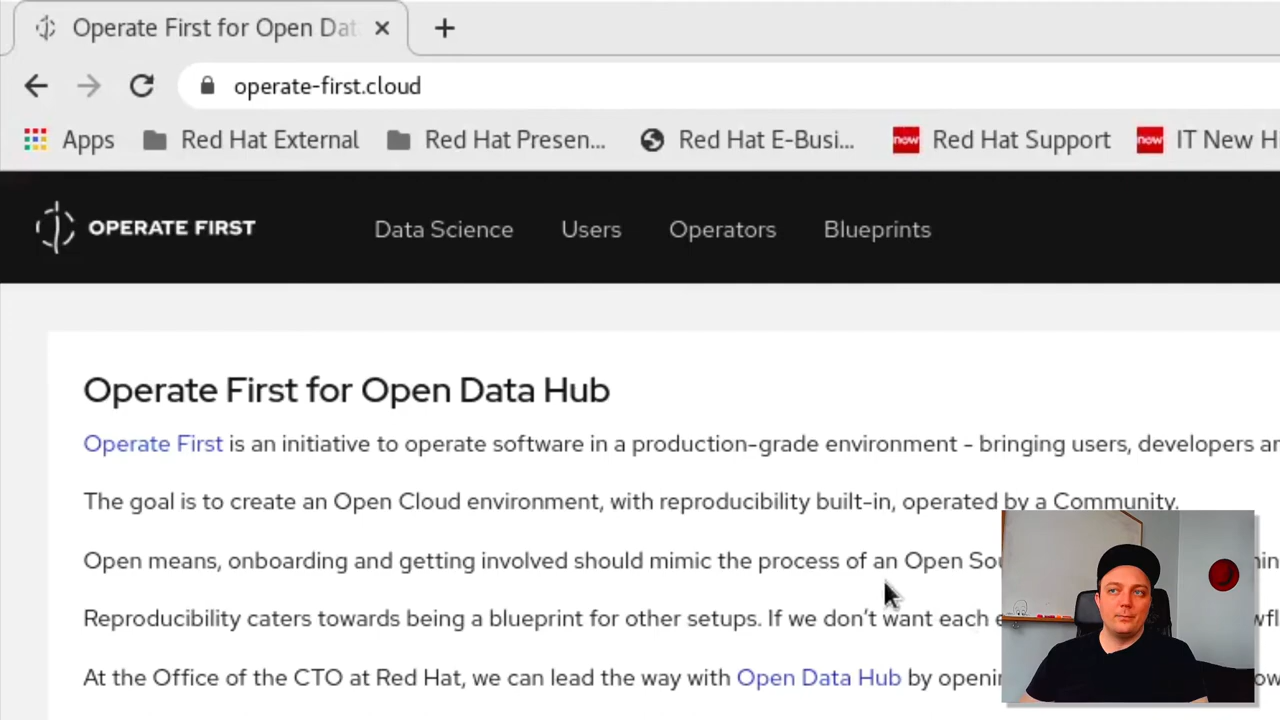 Operate First for Open Dat
operate-first.cloud
Apps Red Hat External Red Hat Presen... Red Hat E-Busi... now Red Hat Support now IT New H
OPERATE FIRST Data Science Users Operators Blueprints
Operate First for Open Data Hub
Operate First is an initiative to operate software in a production-grade environment - bringing users, developers
The goal is to create an Open Cloud environment, with reproducibility built-in, operated by a Community.
Open means, onboarding and getting involved should mimic the process of an Open
Reproducibility caters towards being a blueprint for other setups. If we don't want each
At the Office of the CTO at Red Hat, we can lead the way with Open Data Hub by